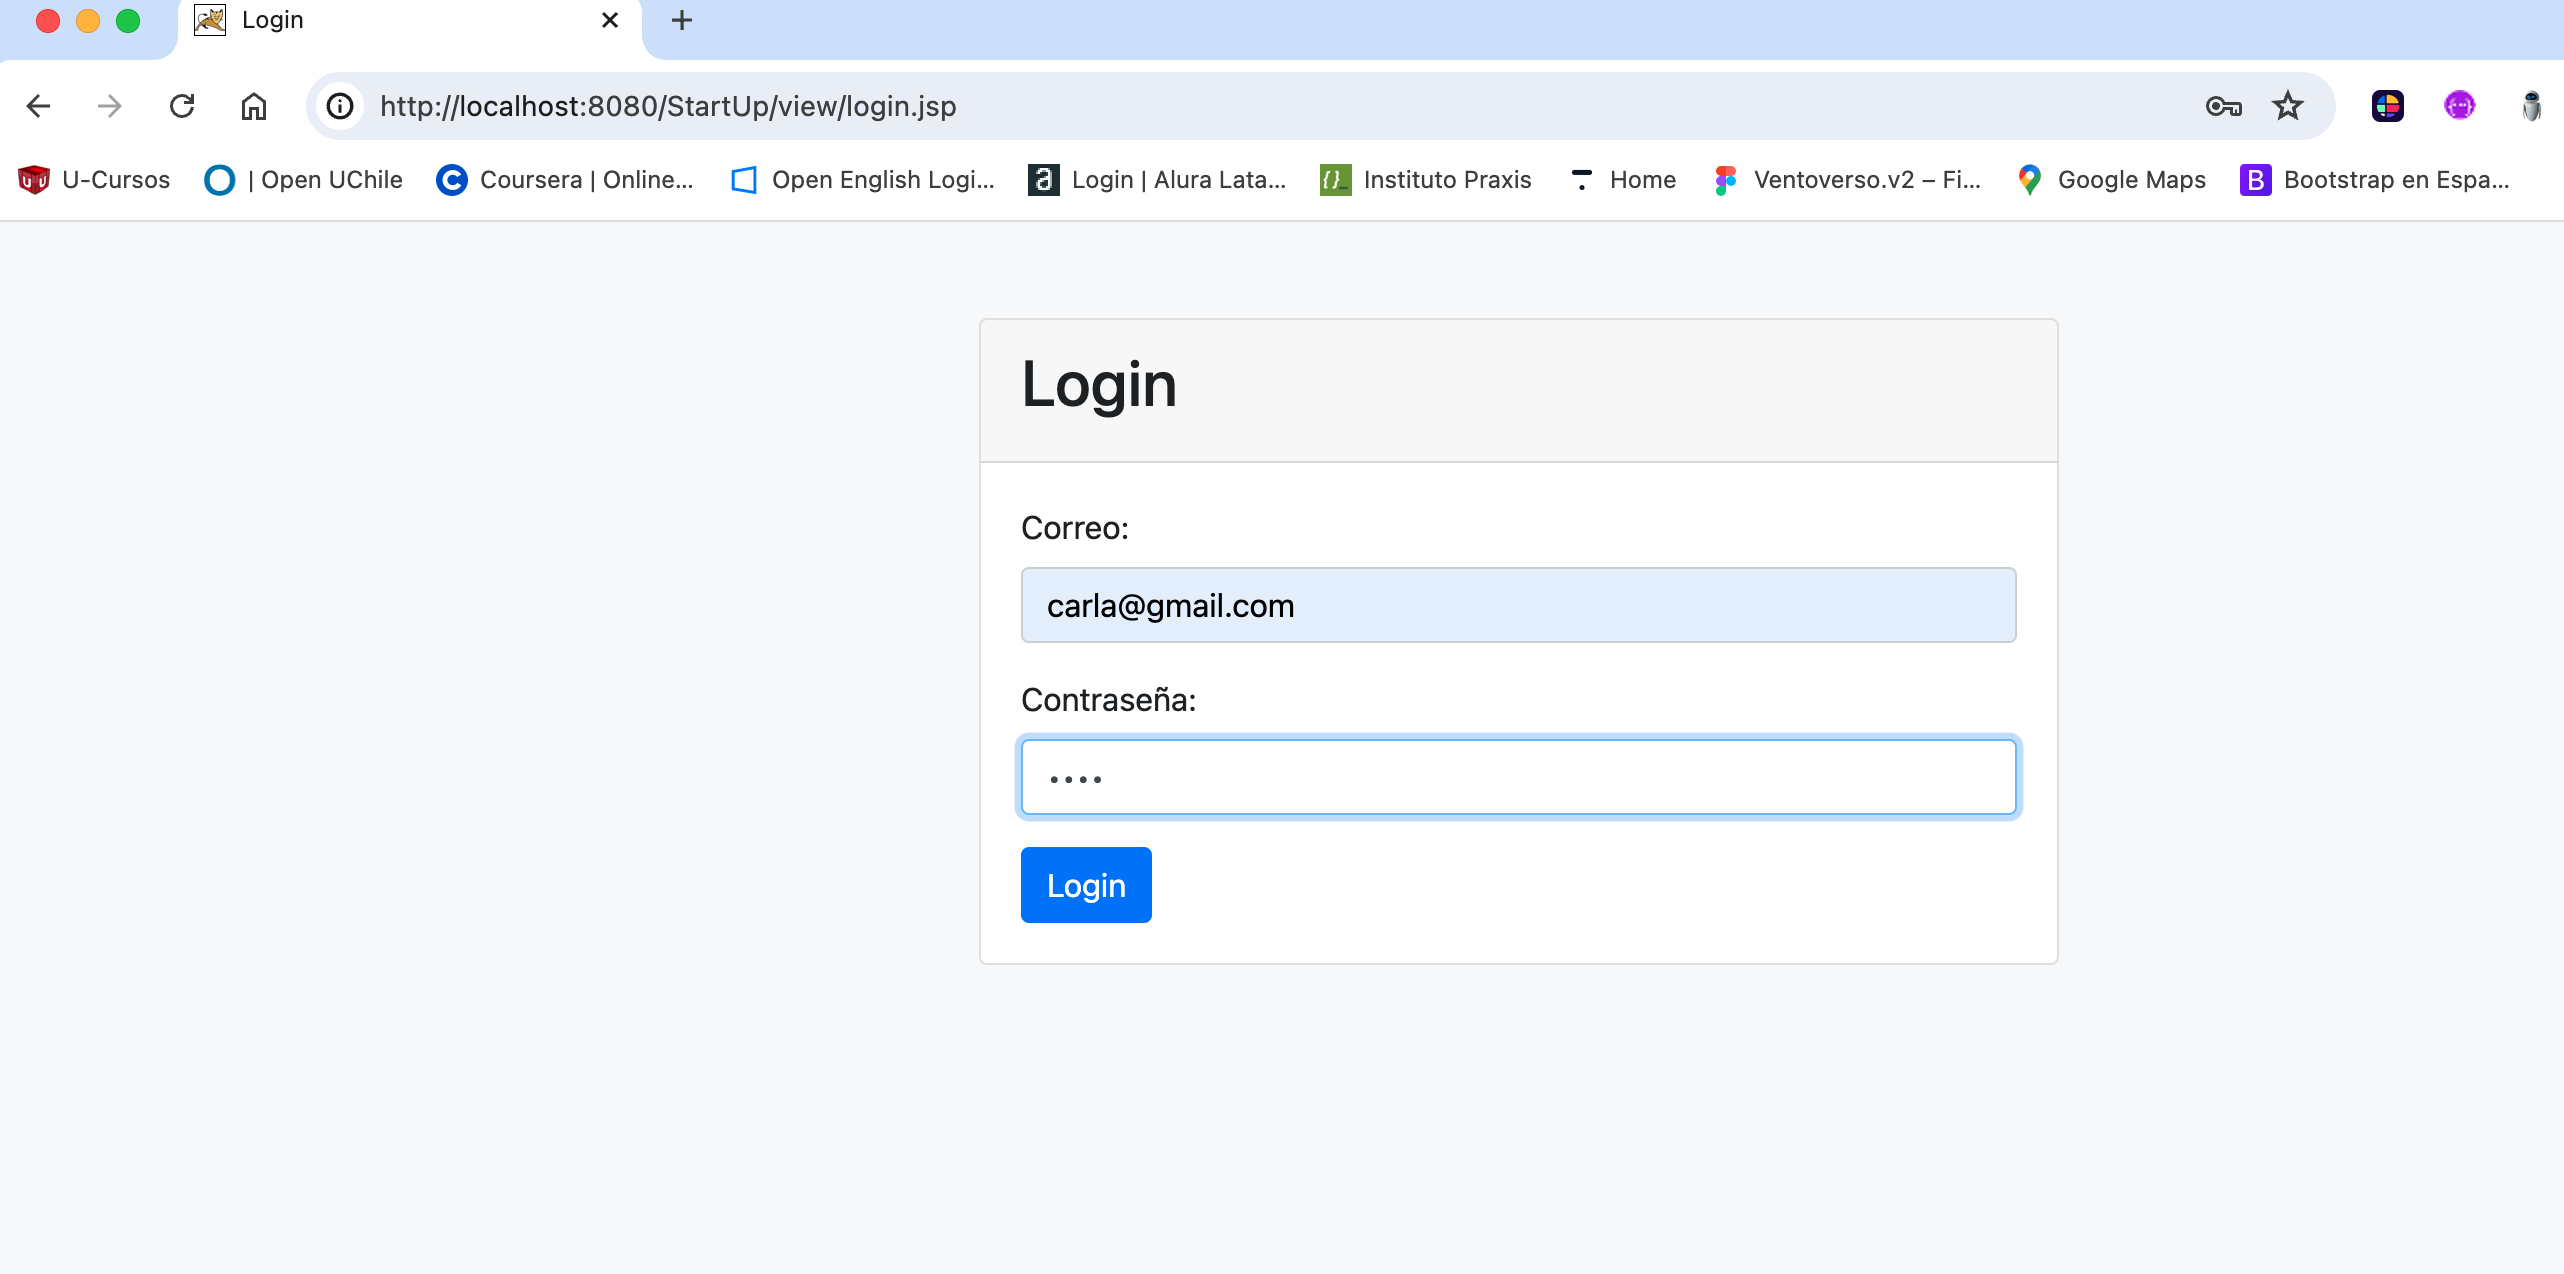 Login
http://localhost:8080/StartUp/view/login.jsp
U-Cursos | Open UChile Coursera | Online... Open English Logi... Login | Alura Lata... Instituto Praxis Home Ventoverso.v2 – Fi... Google Maps Bootstrap en Espa...
Login
Correo:
carla@gmail.com
Contraseña:
••••
Login